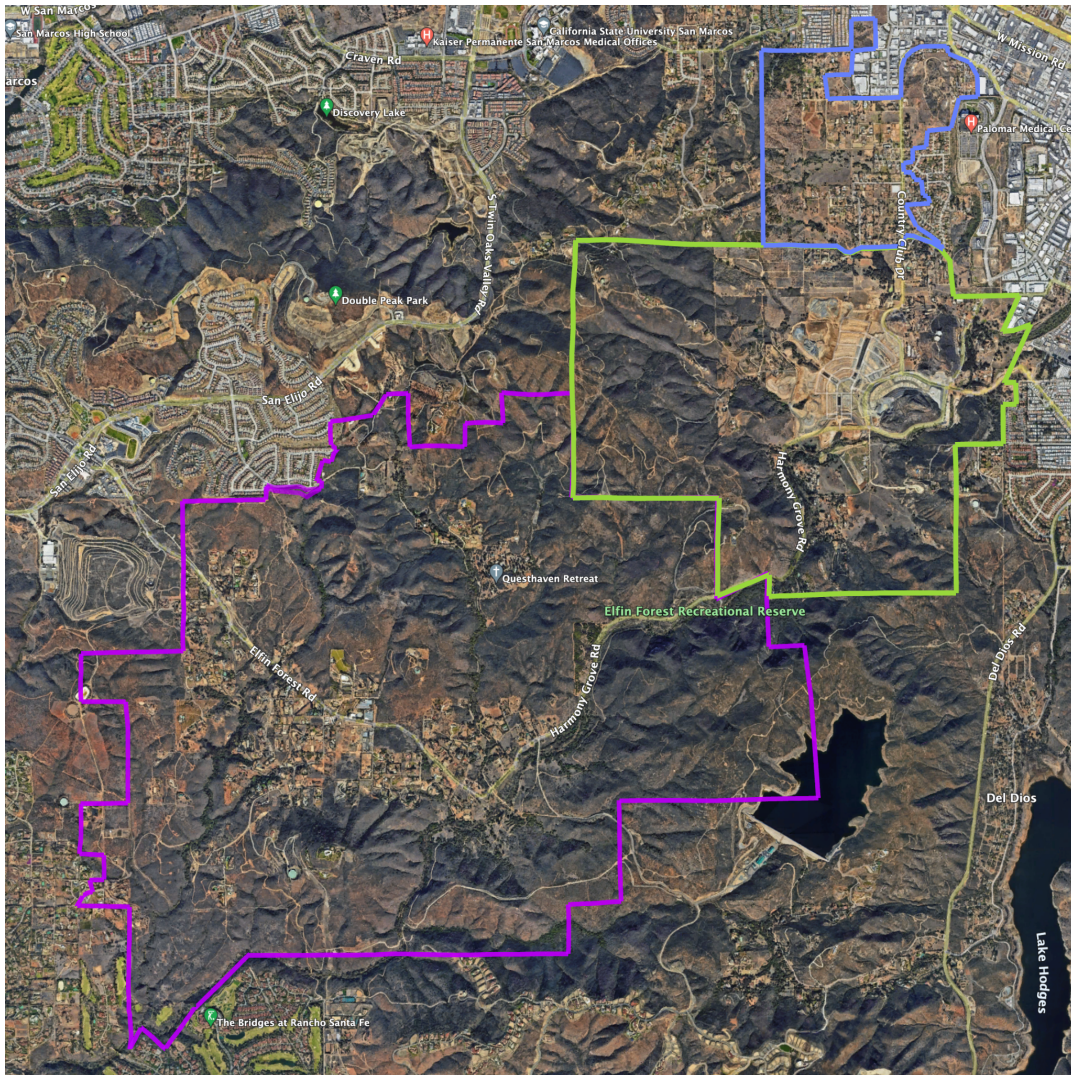 W San Marcos
San Marcos High School
arcos
Kaiser Permanente San Marcos Medical Offices
California State University San Marcos
Craven Rd
W Mission Rd
Discovery Lake
Palomar Medical Ce
S Twin Oaks Valley Rd
Country Club Dr
Double Peak Park
San Elijo Rd
San Elijo Rd
Harmony Grove Rd
Questhaven Retreat
Elfin Forest Recreational Reserve
Elfin Forest Rd
Harmony Grove Rd
Del Dios Rd
Del Dios
Lake Hodges
The Bridges at Rancho Santa Fe